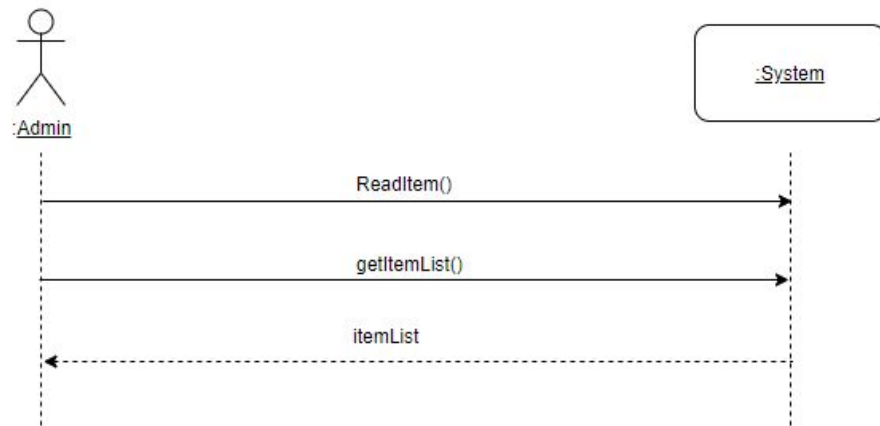 :Admin
:System
ReadItem()
getItemList()
itemList